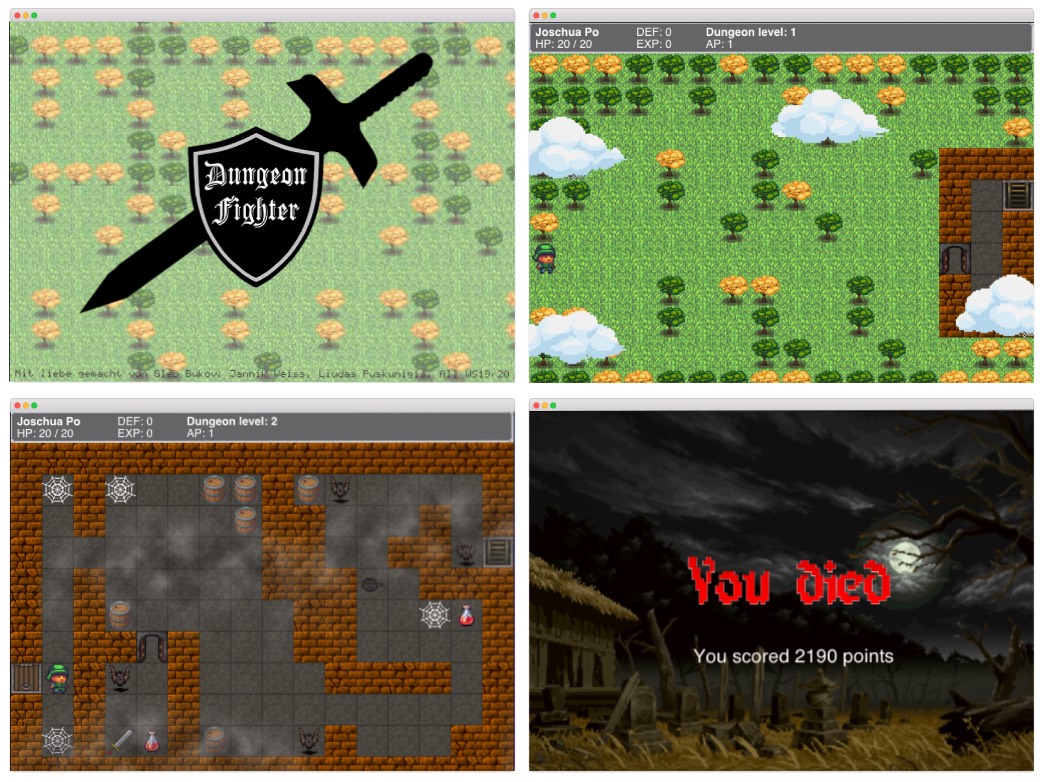 Dungeon
Fighter
Mit liebe gemacht von Gleb Bukov, Jannik Weiss, Liudas Puskunigis, All WS19/20
Joschua Po DEF: 0 Dungeon level: 1
HP: 20 / 20 EXP: 0 AP: 1
Joschua Po DEF: 0 Dungeon level: 2
HP: 20 / 20 EXP: 0 AP: 1
You died
You scored 2190 points